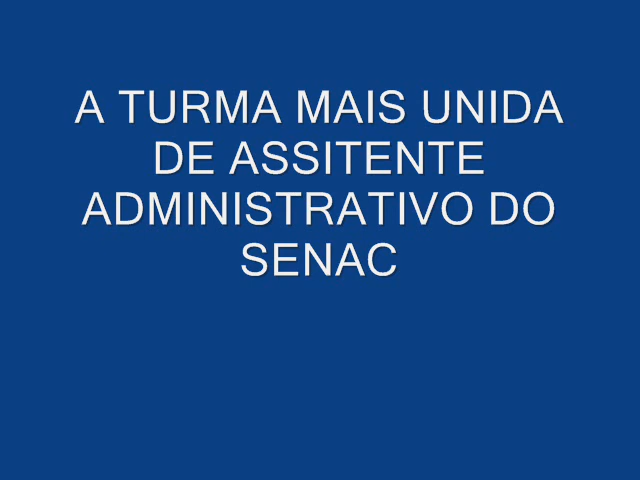 A TURMA MAIS UNIDA
DE ASSITENTE
ADMINISTRATIVO DO
SENAC